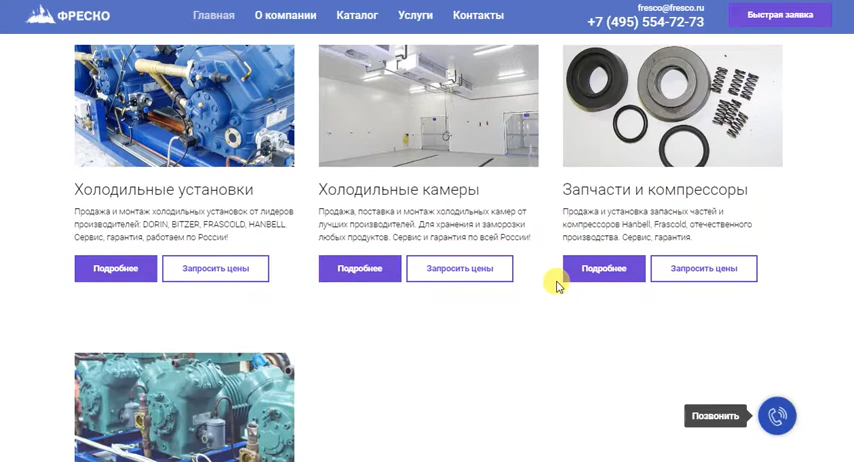 ФРЕСКО
Главная
О компании
Каталог
Услуги
Контакты
fresco@fresco.ru
+7 (495) 554-72-73
Быстрая заявка
Холодильные установки
Продажа и монтаж холодильных установок от лидеров
производителей: DORIN, BITZER, FRASCOLD, HANBELL.
Сервис, гарантия, работаем по России!
Подробнее
Запросить цены
Холодильные камеры
Продажа, поставка и монтаж холодильных камер от
лучших производителей. Для хранения и заморозки
любых продуктов. Сервис и гарантия по всей России!
Подробнее
Запросить цены
Запчасти и компрессоры
Продажа и установка запасных частей и
компрессоров Hanbell, Frascold, отечественного
производства. Сервис, гарантия.
Подробнее
Запросить цены
Позвонить